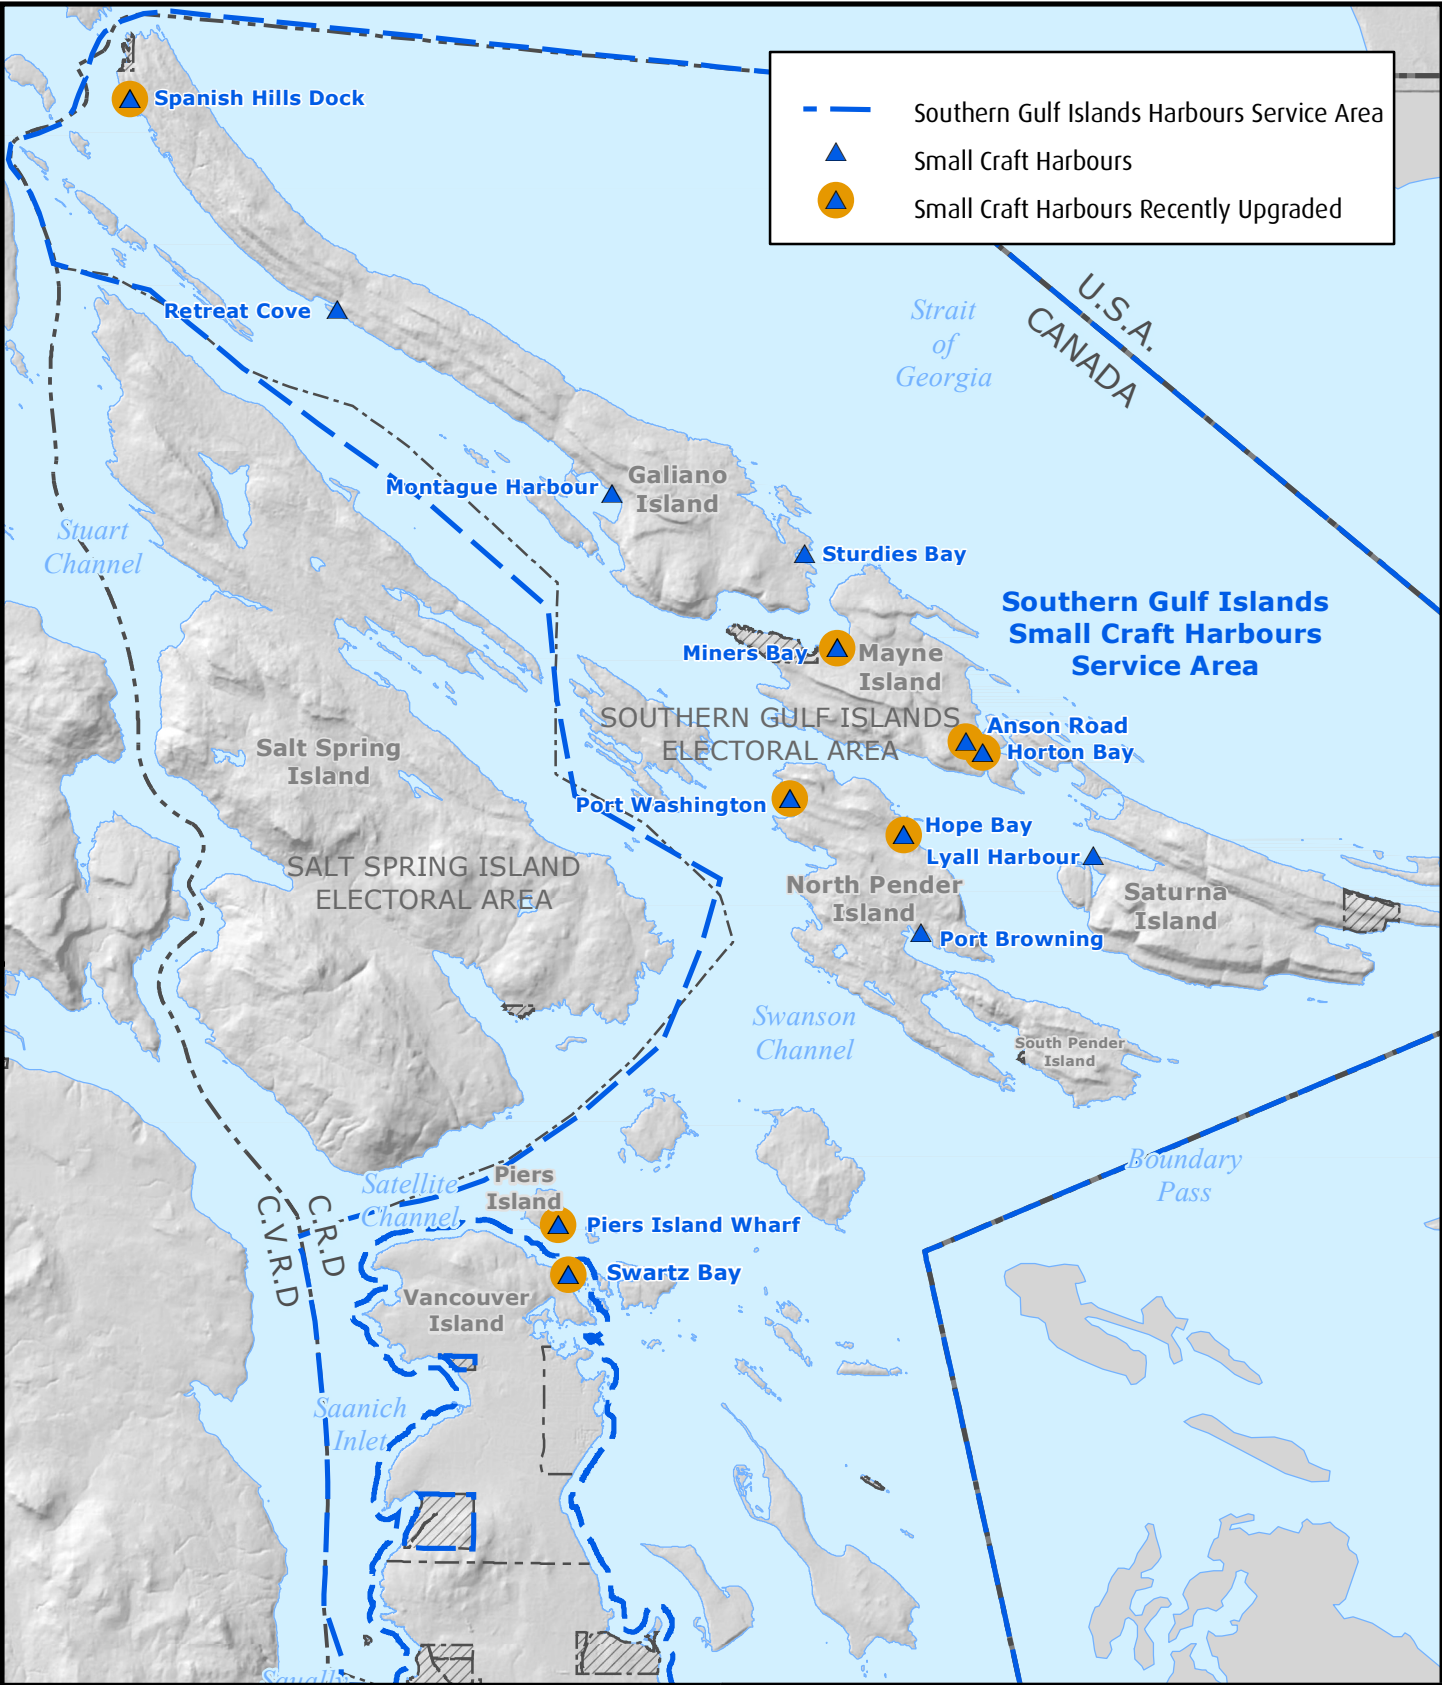 Spanish Hills Dock
Southern Gulf Islands Harbours Service Area
Small Craft Harbours
Small Craft Harbours Recently Upgraded
U.S.A.
CANADA
Strait
of
Georgia
Retreat Cove
Montague Harbour
Galiano
Island
Stuart
Channel
Sturdies Bay
Southern Gulf Islands
Small Craft Harbours
Service Area
Miners Bay
Mayne
Island
SOUTHERN GULF ISLANDS
ELECTORAL AREA
Anson Road
Horton Bay
Salt Spring
Island
Port Washington
Hope Bay
Lyall Harbour
SALT SPRING ISLAND
ELECTORAL AREA
North Pender
Island
Saturna
Island
Port Browning
Swanson
Channel
South Pender
Island
Boundary
Pass
Satellite
Channel
Piers
Island
C.V.R.D
C.R.D
Piers Island Wharf
Swartz Bay
Vancouver
Island
Saanich
Inlet
Squally